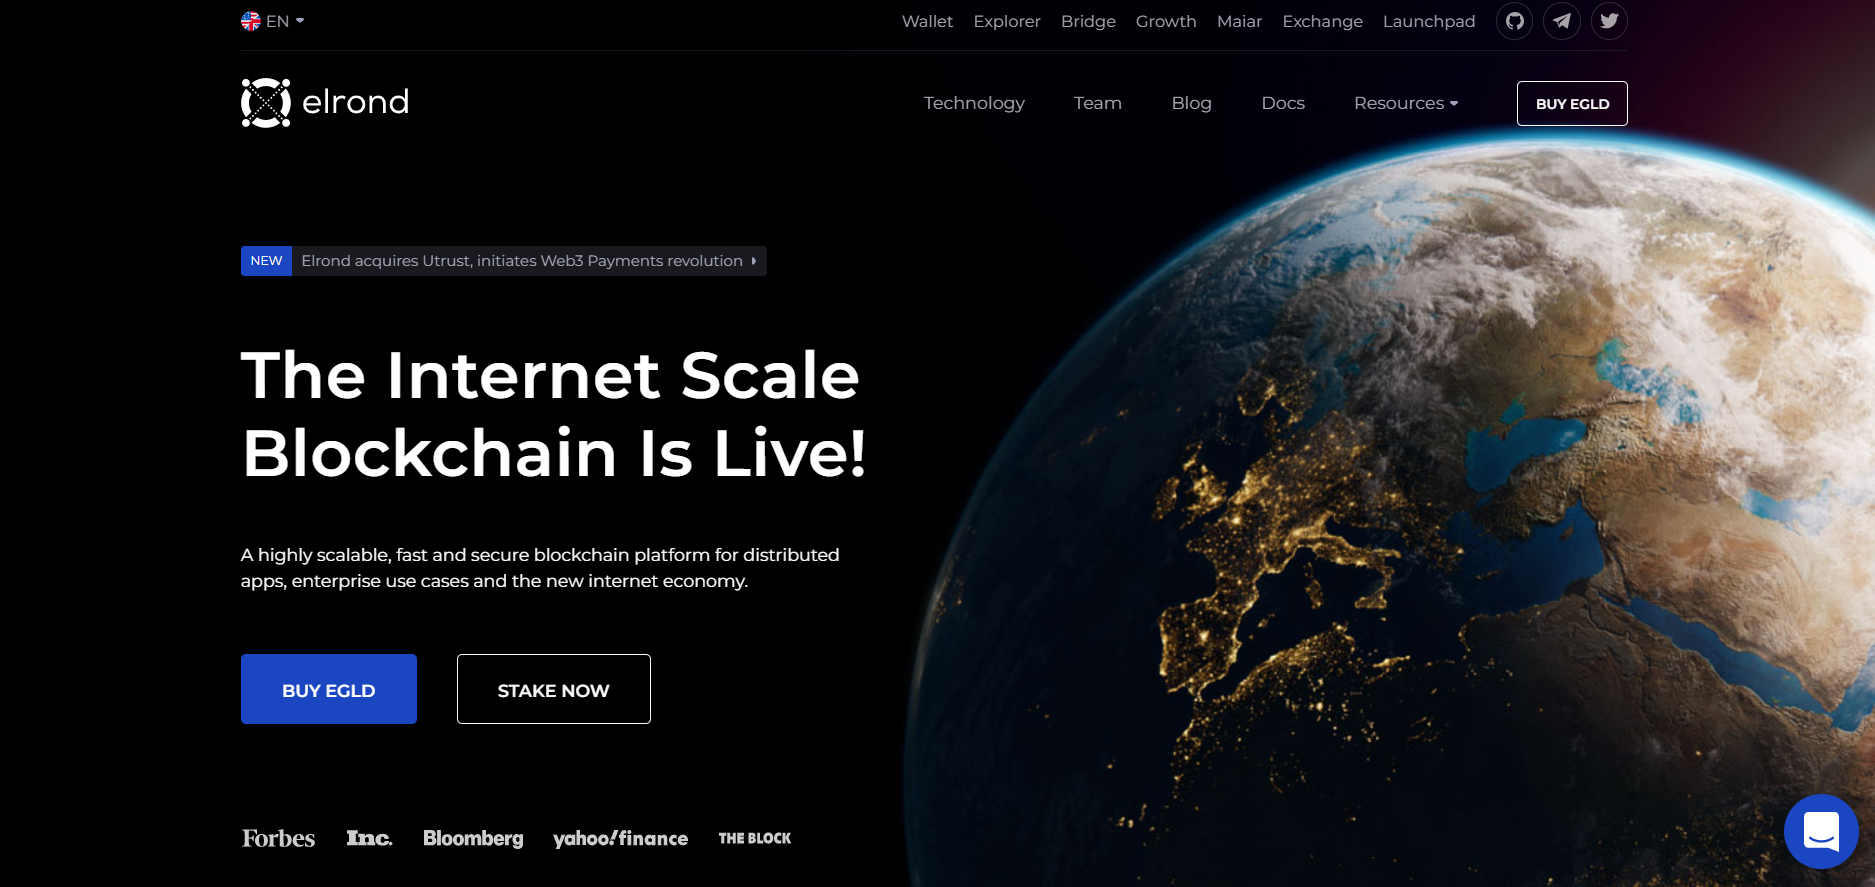 EN
Wallet Explorer Bridge Growth Maiar Exchange Launchpad
elrond
Technology Team Blog Docs Resources BUY EGLD
NEW Elrond acquires Utrust, initiates Web3 Payments revolution
The Internet Scale
Blockchain Is Live!
A highly scalable, fast and secure blockchain platform for distributed
apps, enterprise use cases and the new internet economy.
BUY EGLD STAKE NOW
Forbes Inc. Bloomberg yahoo!finance THE BLOCK